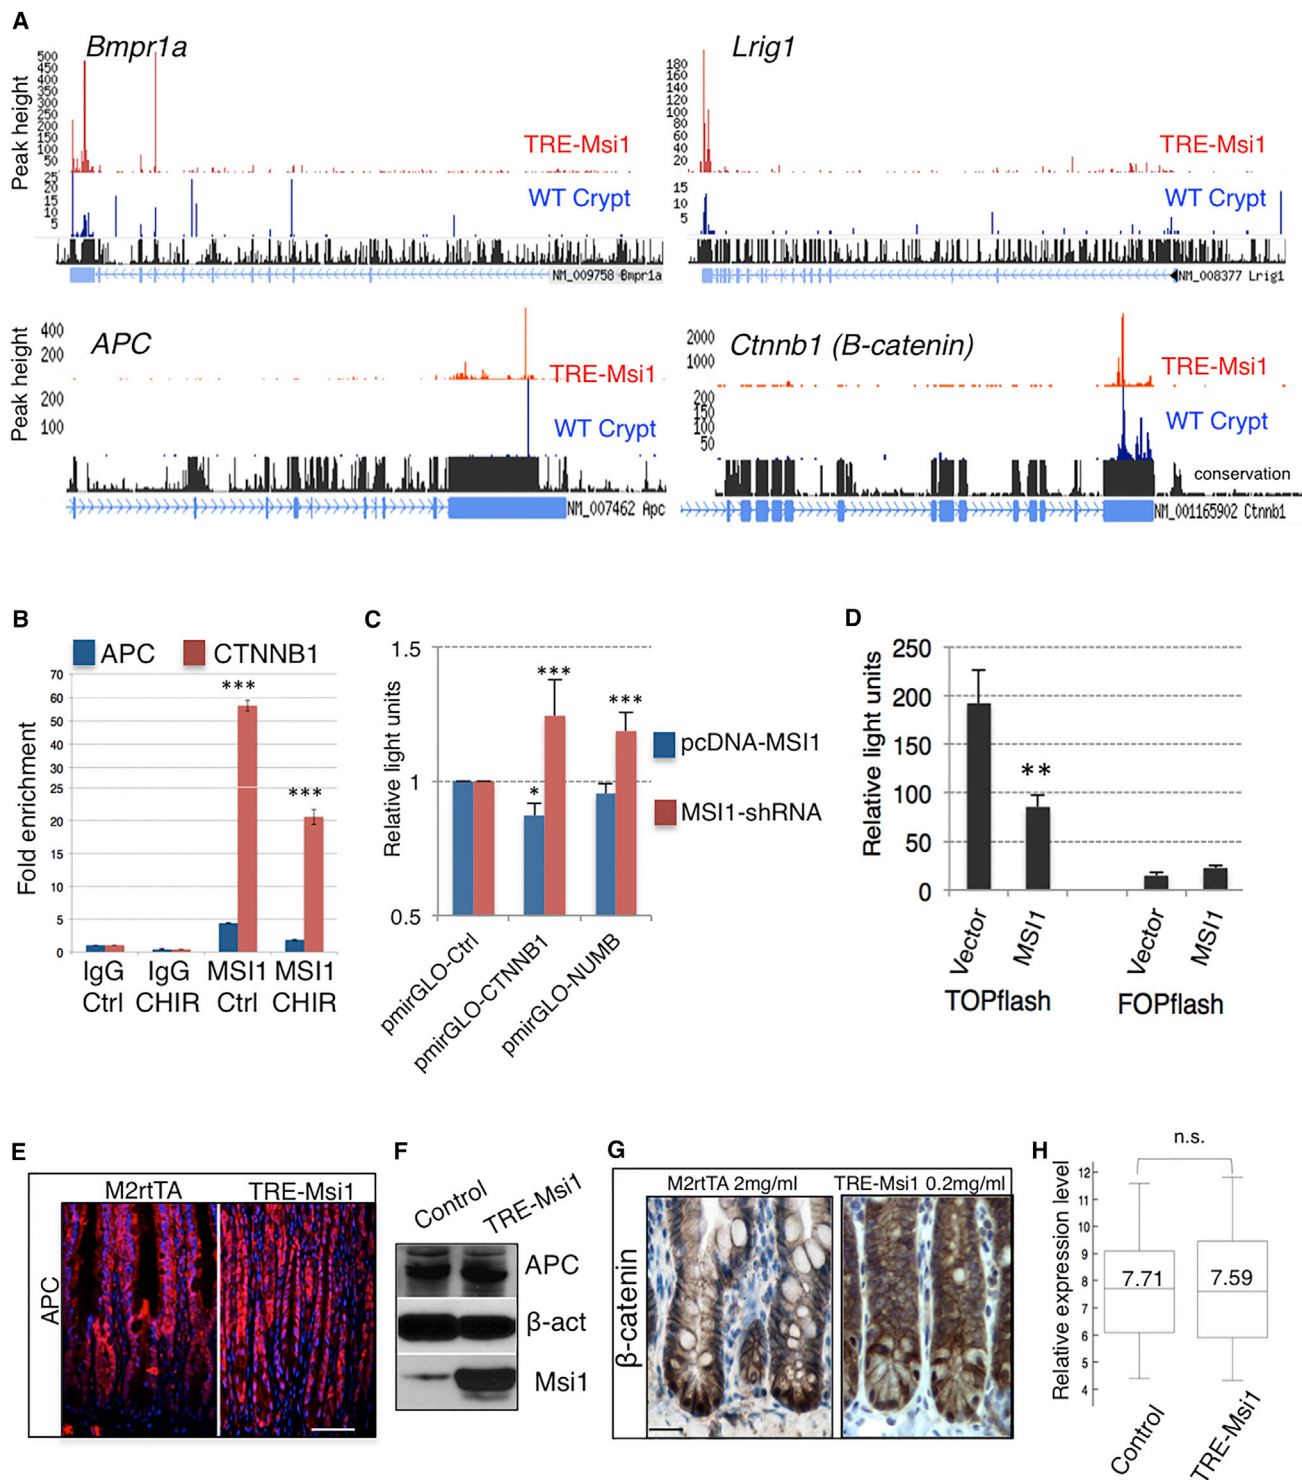 A
Bmpr1a
Peak height
500
450
400
350
300
250
200
150
100
50
TRE-Msi1
25
20
15
10
5
WT Crypt
NM_009758 Bmpr1a
Lrig1
180
160
140
120
100
80
60
40
20
TRE-Msi1
15
10
5
WT Crypt
NM_008377 Lrig1
APC
Peak height
400
200
TRE-Msi1
200
100
WT Crypt
NM_007462 Apc
Ctnnb1 (B-catenin)
2000
1000
TRE-Msi1
200
150
100
50
WT Crypt
conservation
NM_001165902 Ctnnb1
B
APC CTNNB1
Fold enrichment
70
60
50
40
30
25
20
15
10
5
0
***
***
IgG IgG MSI1 MSI1
Ctrl CHIR Ctrl CHIR
C
Relative light units
1.5
1
0.5
***
*
***
pcDNA-MSI1
MSI1-shRNA
pmirGLO-Ctrl
pmirGLO-CTNNB1
pmirGLO-NUMB
D
Relative light units
250
200
150
100
50
0
**
Vector
MSI1
Vector
MSI1
TOPflash FOPflash
E
M2rtTA TRE-Msi1
APC
F
Control
TRE-Msi1
APC
β-act
Msi1
G
M2rtTA 2mg/ml TRE-Msi1 0.2mg/ml
β-catenin
H
n.s.
Relative expression level
12
11
10
9
8
7
6
5
4
7.71 7.59
Control
TRE-Msi1